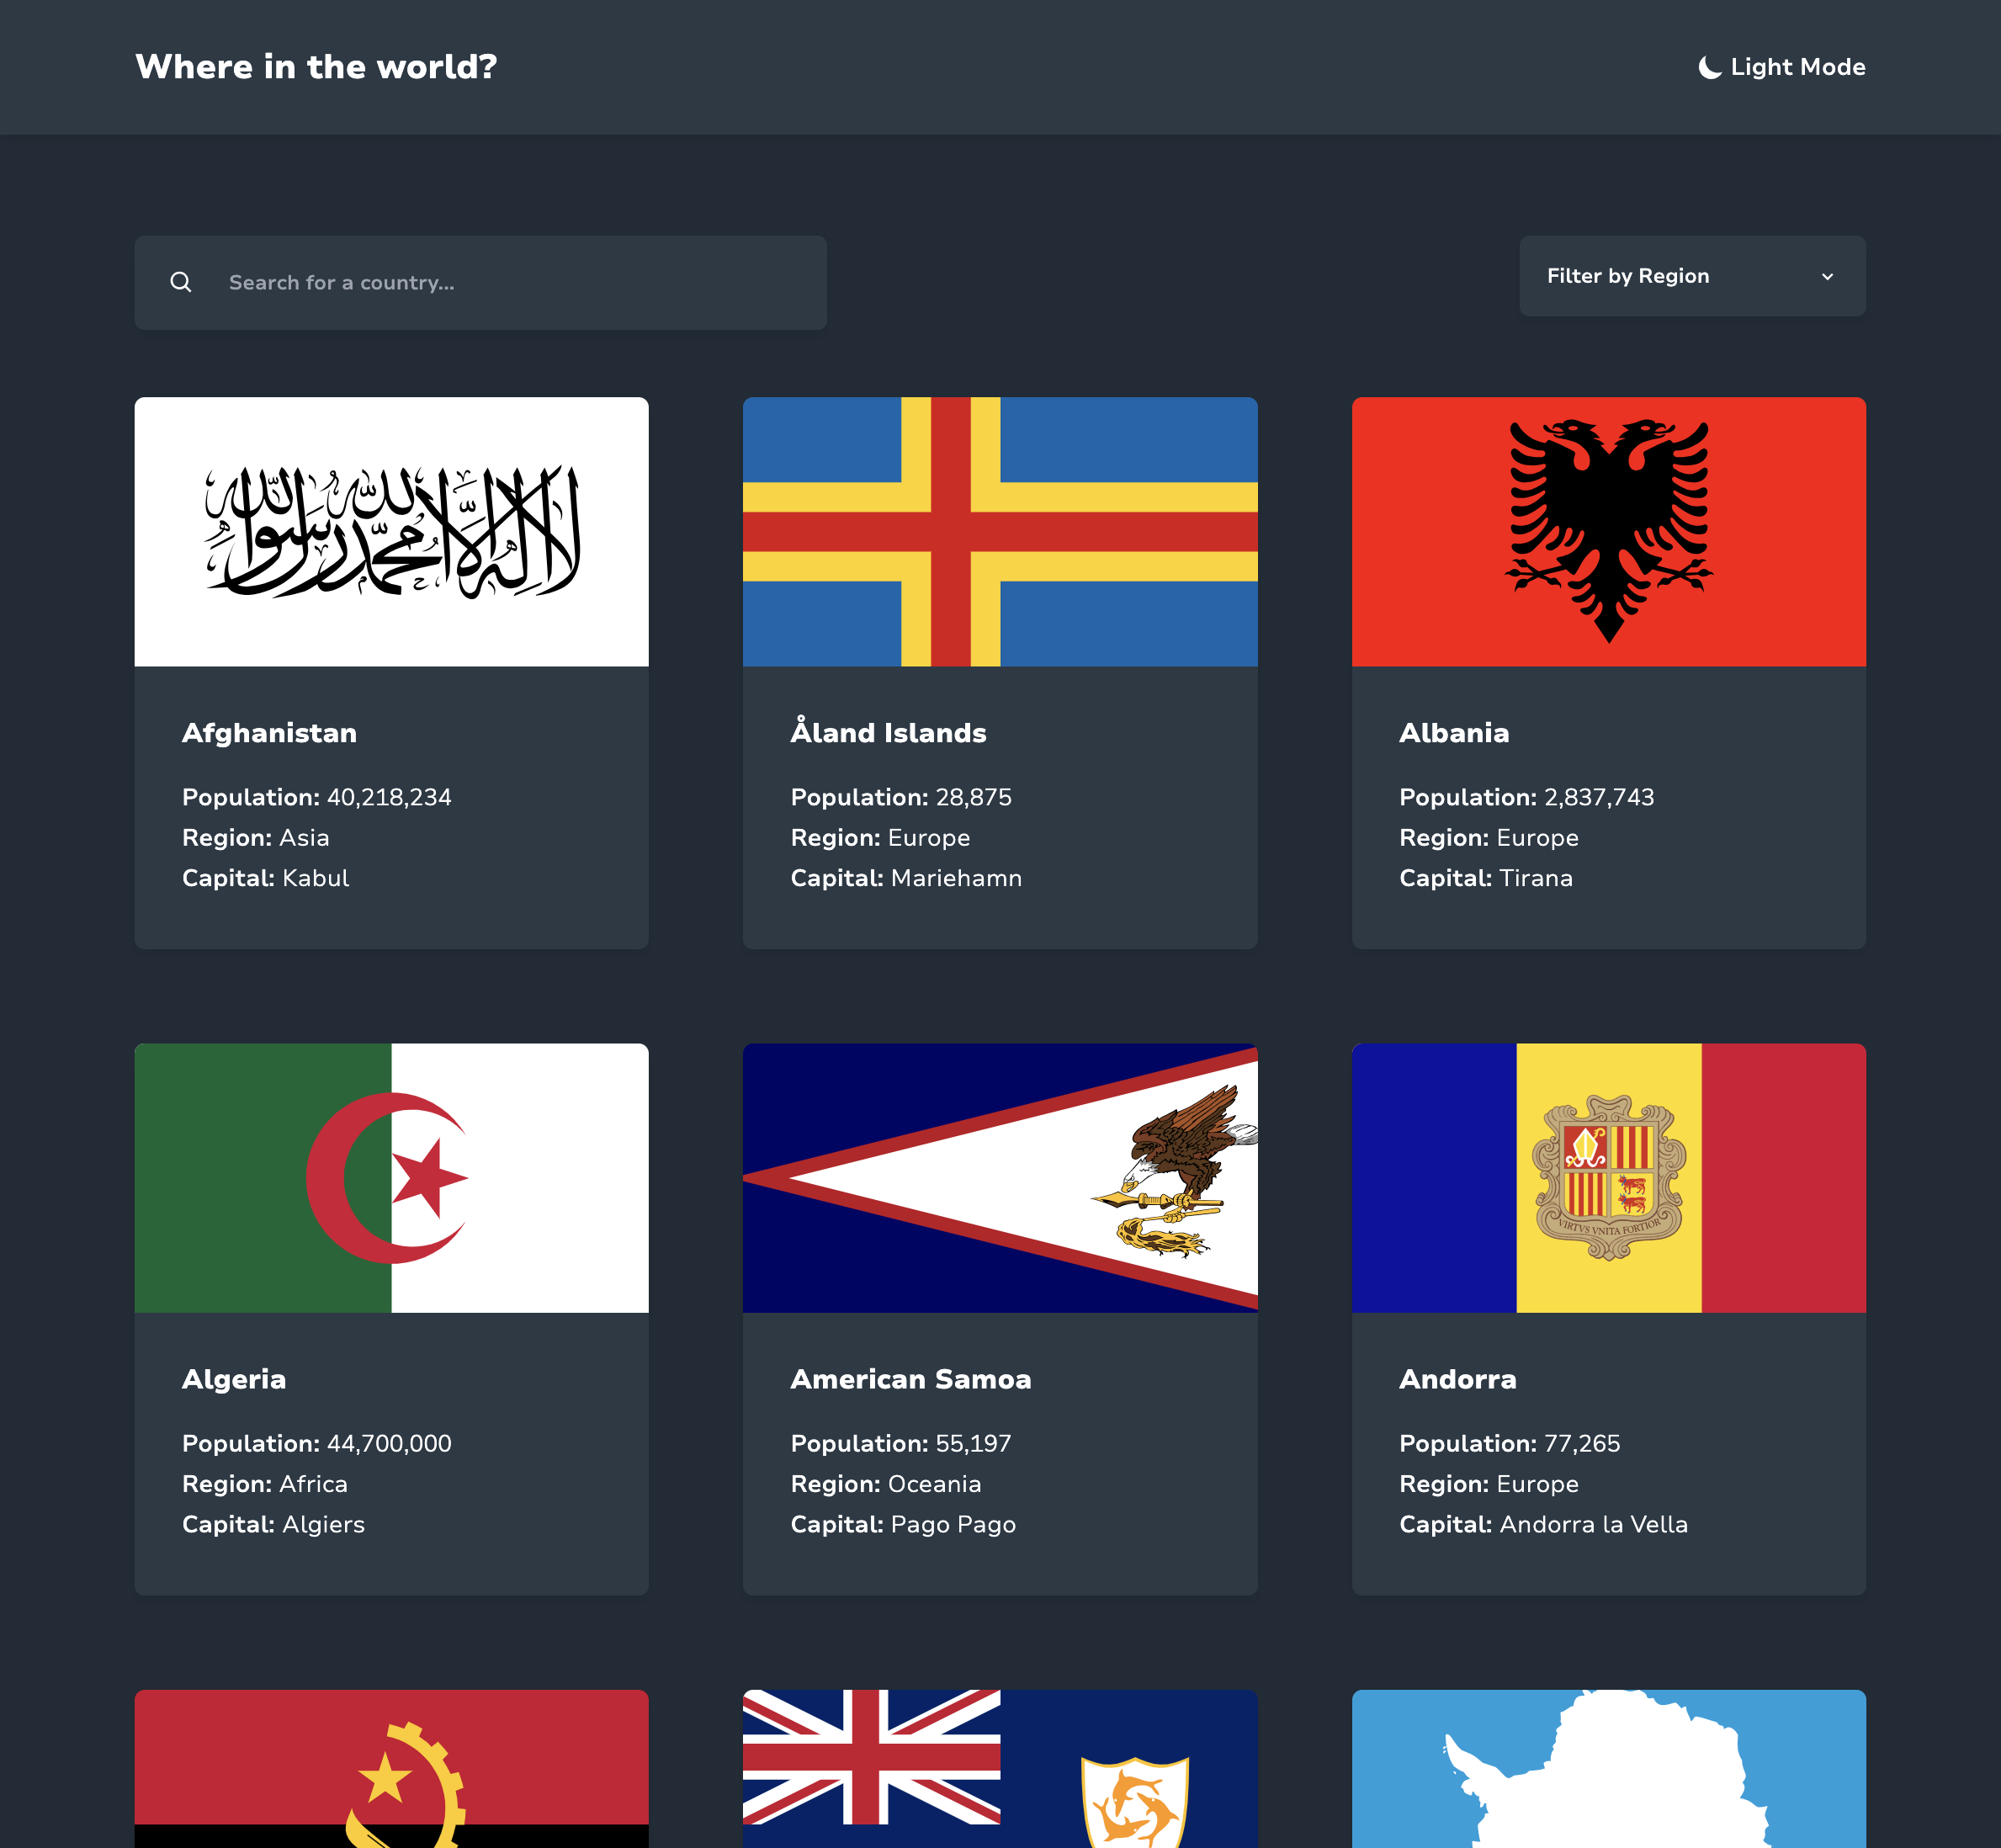 Where in the world?
Light Mode
Search for a country...
Filter by Region
لا إله إلا الله محمد رسول الله
Afghanistan
Population: 40,218,234
Region: Asia
Capital: Kabul
Åland Islands
Population: 28,875
Region: Europe
Capital: Mariehamn
Albania
Population: 2,837,743
Region: Europe
Capital: Tirana
VIRTVS VNITA FORTIOR
Algeria
Population: 44,700,000
Region: Africa
Capital: Algiers
American Samoa
Population: 55,197
Region: Oceania
Capital: Pago Pago
Andorra
Population: 77,265
Region: Europe
Capital: Andorra la Vella